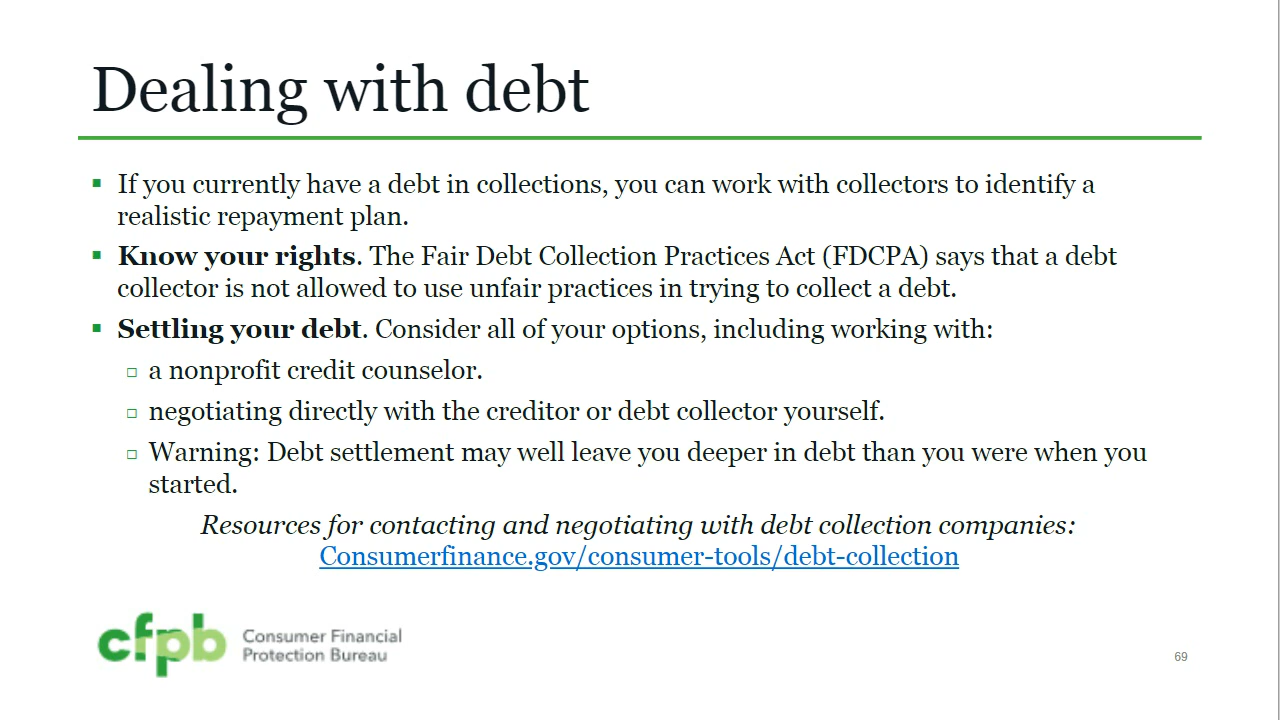 Dealing with debt
▪ If you currently have a debt in collections, you can work with collectors to identify a
realistic repayment plan.
▪ Know your rights. The Fair Debt Collection Practices Act (FDCPA) says that a debt
collector is not allowed to use unfair practices in trying to collect a debt.
▪ Settling your debt. Consider all of your options, including working with:
□ a nonprofit credit counselor.
□ negotiating directly with the creditor or debt collector yourself.
□ Warning: Debt settlement may well leave you deeper in debt than you were when you
started.
Resources for contacting and negotiating with debt collection companies:
Consumerfinance.gov/consumer-tools/debt-collection
cfpb
Consumer Financial
Protection Bureau
69